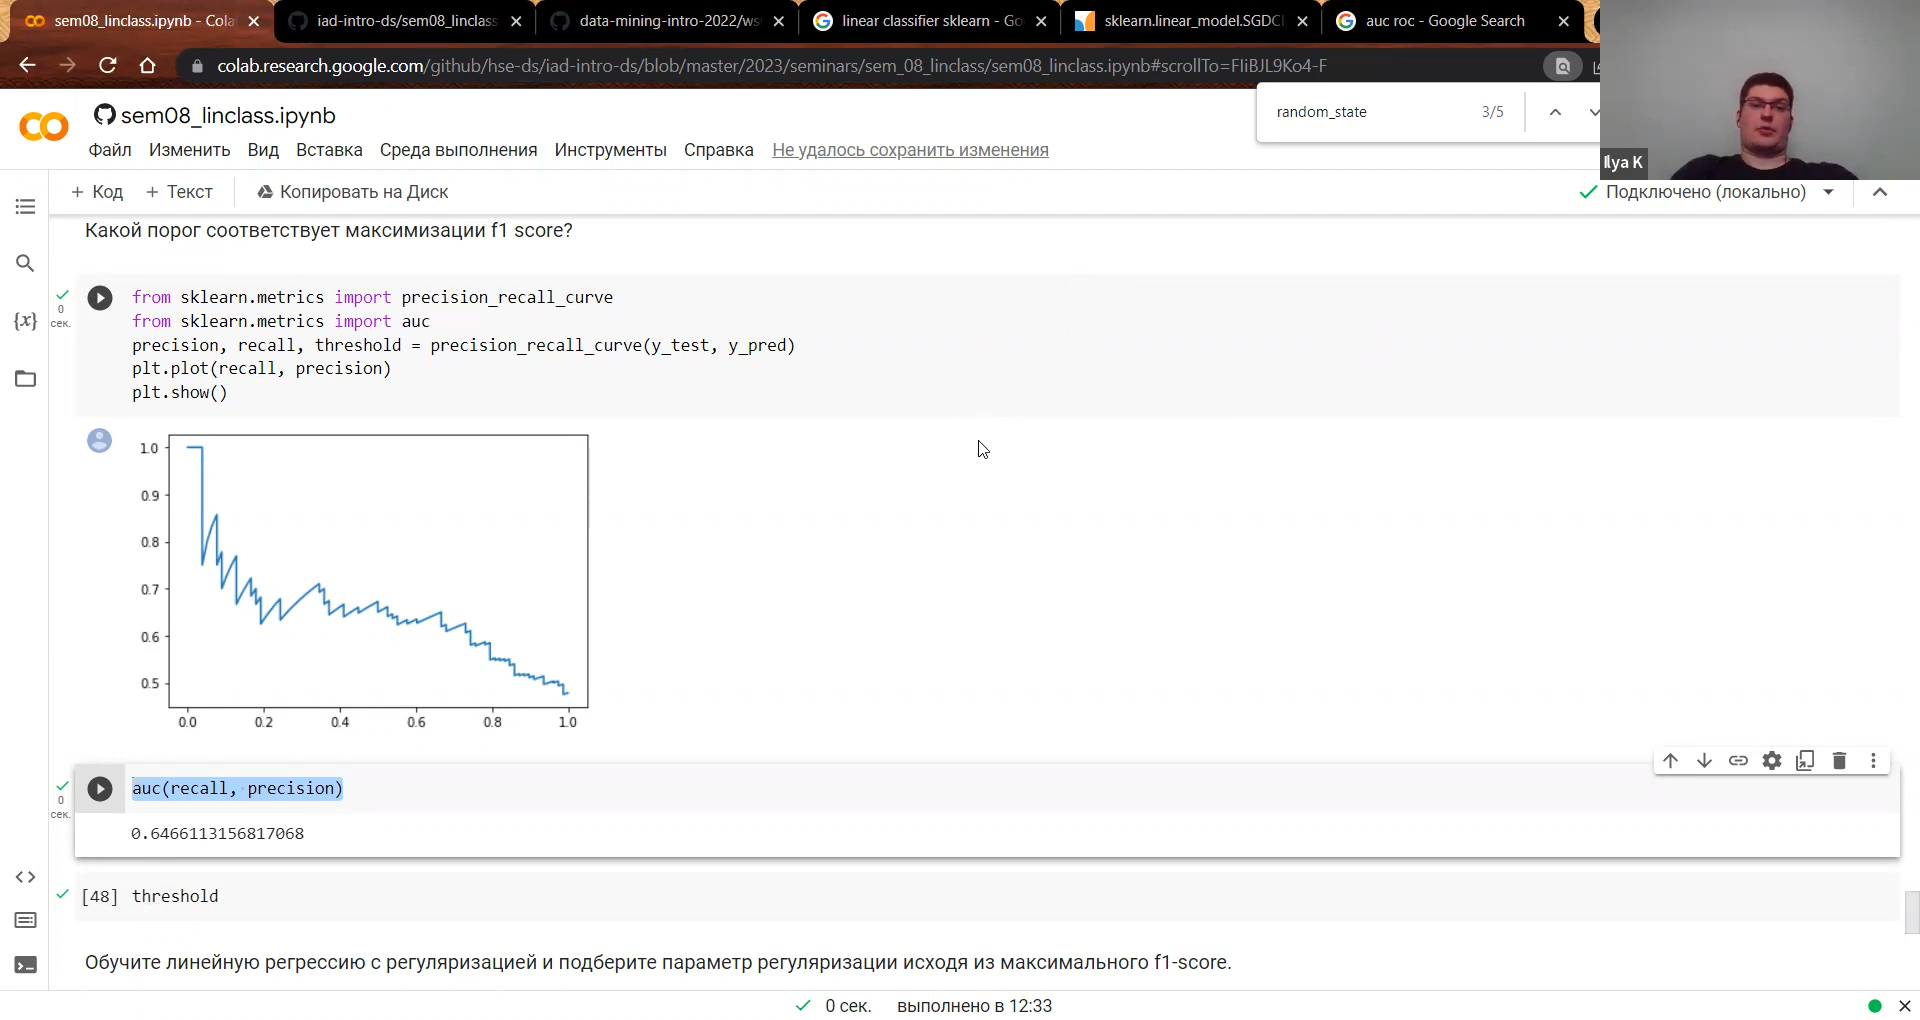 sem08_linclass.ipynb - Cola
iad-intro-ds/sem08_linclass
data-mining-intro-2022/ws
linear classifier sklearn - Go
sklearn.linear_model.SGDCl
auc roc - Google Search
colab.research.google.com/github/hse-ds/iad-intro-ds/blob/master/2023/seminars/sem_08_linclass/sem08_linclass.ipynb#scrollTo=FIiBJL9Ko4-F
sem08_linclass.ipynb
random_state 3/5
Файл Изменить Вид Вставка Среда выполнения Инструменты Справка Не удалось сохранить изменения
Ilya K
+ Код + Текст Копировать на Диск
Подключено (локально)
Какой порог соответствует максимизации f1 score?
0
сек.
from sklearn.metrics import precision_recall_curve
from sklearn.metrics import auc
precision, recall, threshold = precision_recall_curve(y_test, y_pred)
plt.plot(recall, precision)
plt.show()
{x}
1.0
0.9
0.8
0.7
0.6
0.5
0.0 0.2 0.4 0.6 0.8 1.0
0
сек.
auc(recall, precision)
0.6466113156817068
[48] threshold
Обучите линейную регрессию с регуляризацией и подберите параметр регуляризации исходя из максимального f1-score.
0 сек. выполнено в 12:33